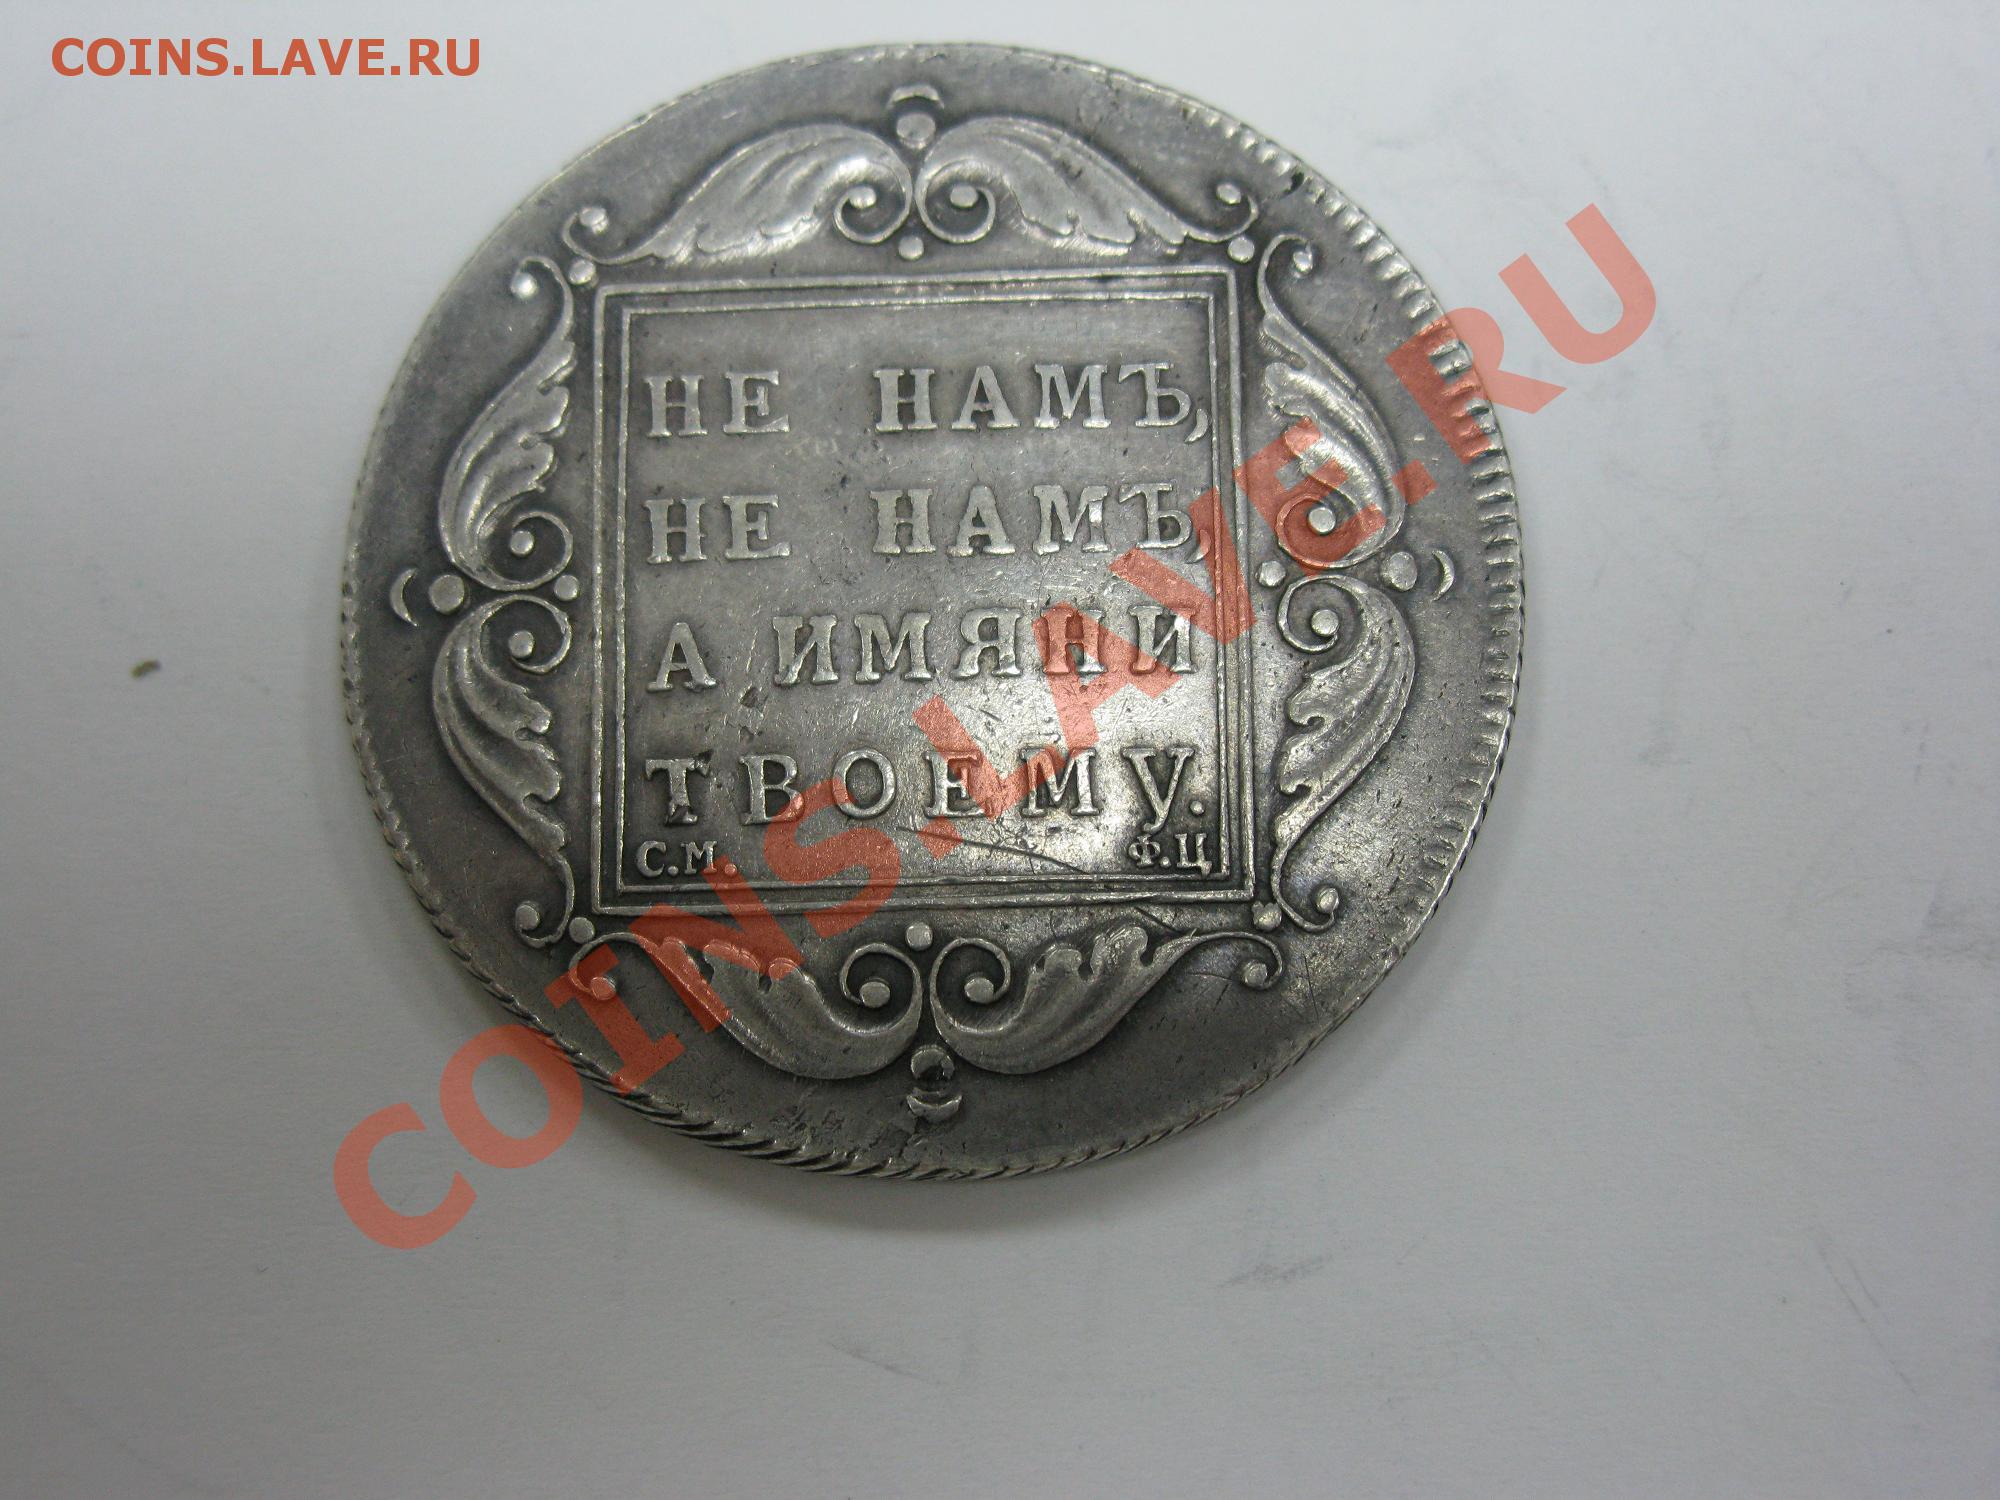 COINS.LAVE.RU
НЕ НАМЪ,
НЕ НАМЪ,
А ИМЯНИ
ТВОЕМУ.
С.М. Ф.Ц
COINS.LAVE.RU